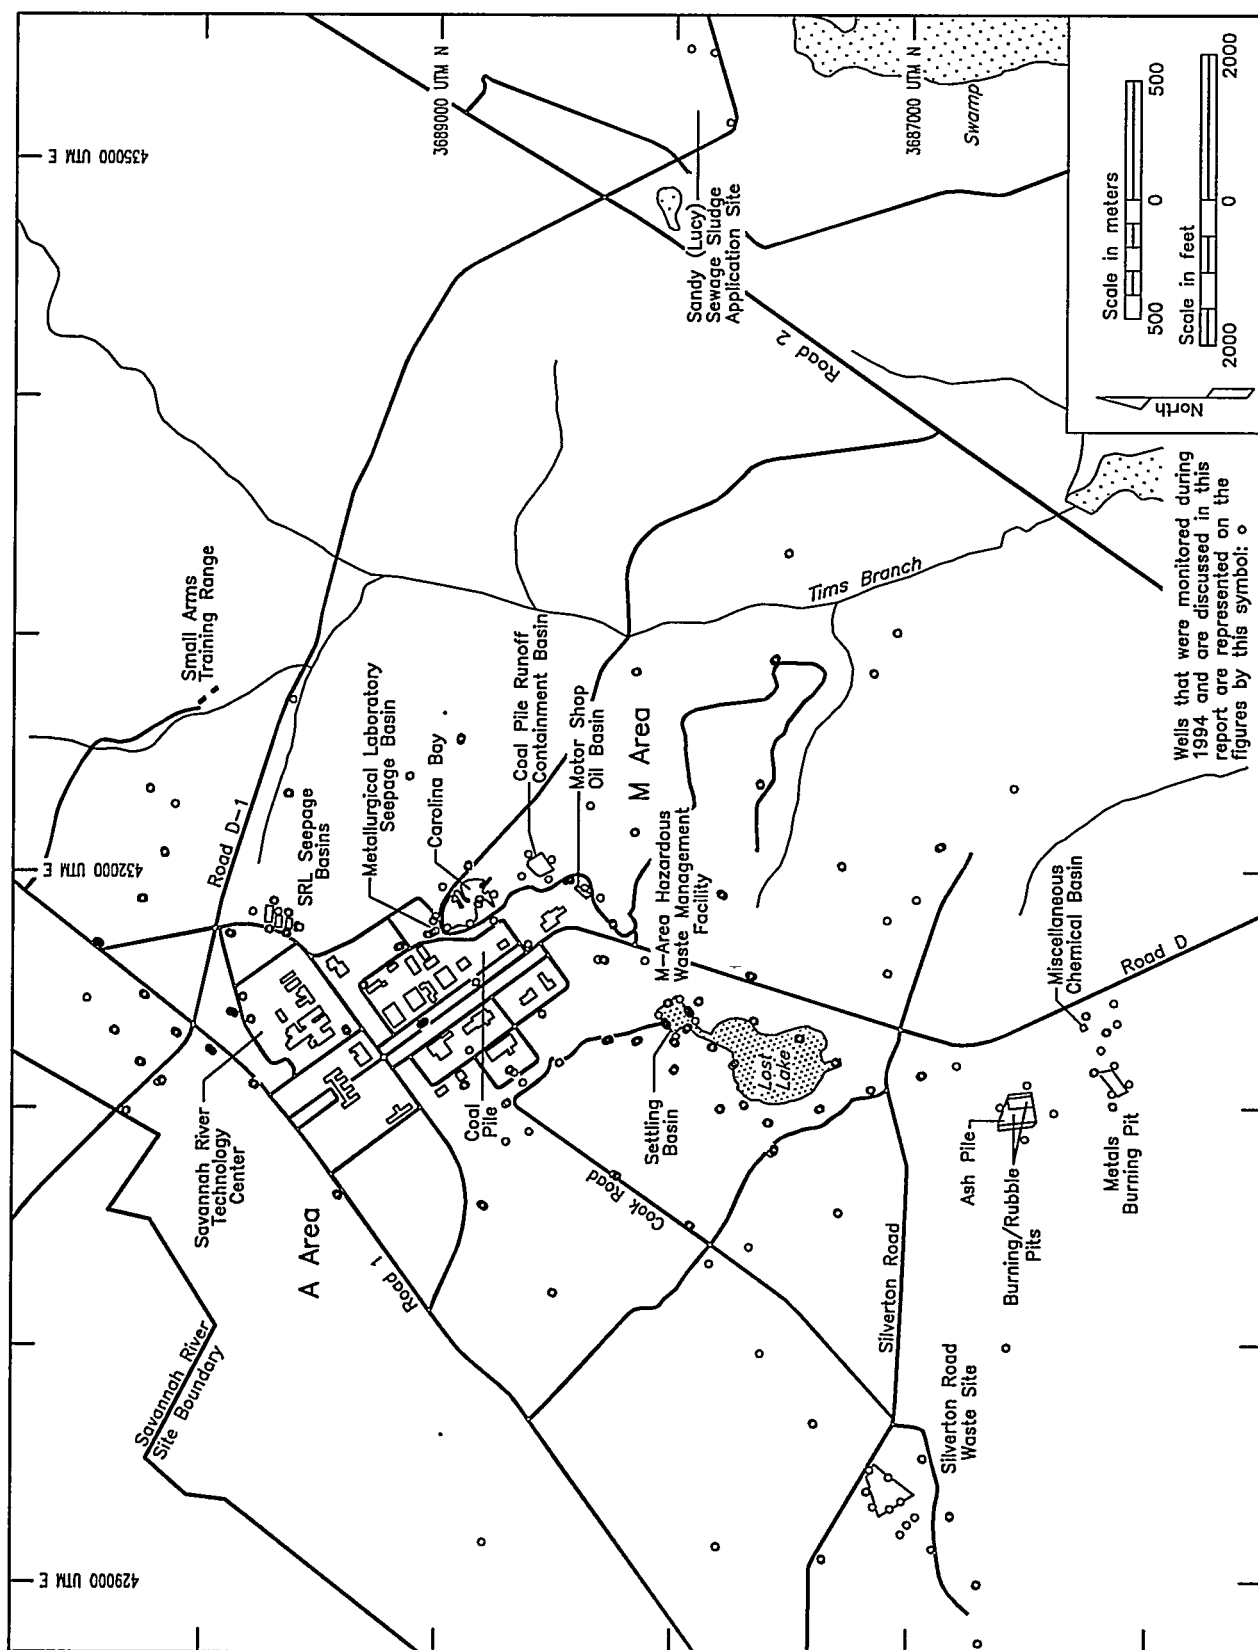 435000 UTM E
432000 UTM E
429000 UTM E
3689000 UTM N
3687000 UTM N
Small Arms
Training Range
Road D-1
SRL Seepage
Basins
Metallurgical Laboratory
Seepage Basin
Carolina Bay
Coal Pile Runoff
Containment Basin
Motor Shop
Oil Basin
M Area
M-Area Hazardous
Waste Management
Facility
Sandy (Lucy)
Sewage Sludge
Application Site
Swamp
Road 2
Tims Branch
Savannah River
Technology
Center
A Area
Coal
Pile
Road 1
Savannah River
Site Boundary
Settling
Basin
Lost
Lake
Cook Road
Silverton Road
Silverton Road
Waste Site
Ash Pile
Burning/Rubble
Pits
Metals
Burning Pit
Miscellaneous
Chemical Basin
Road D
Wells that were monitored during
1994 and are discussed in this
report are represented on the
figures by this symbol:
North
Scale in meters
500 0 500
Scale in feet
2000 0 2000